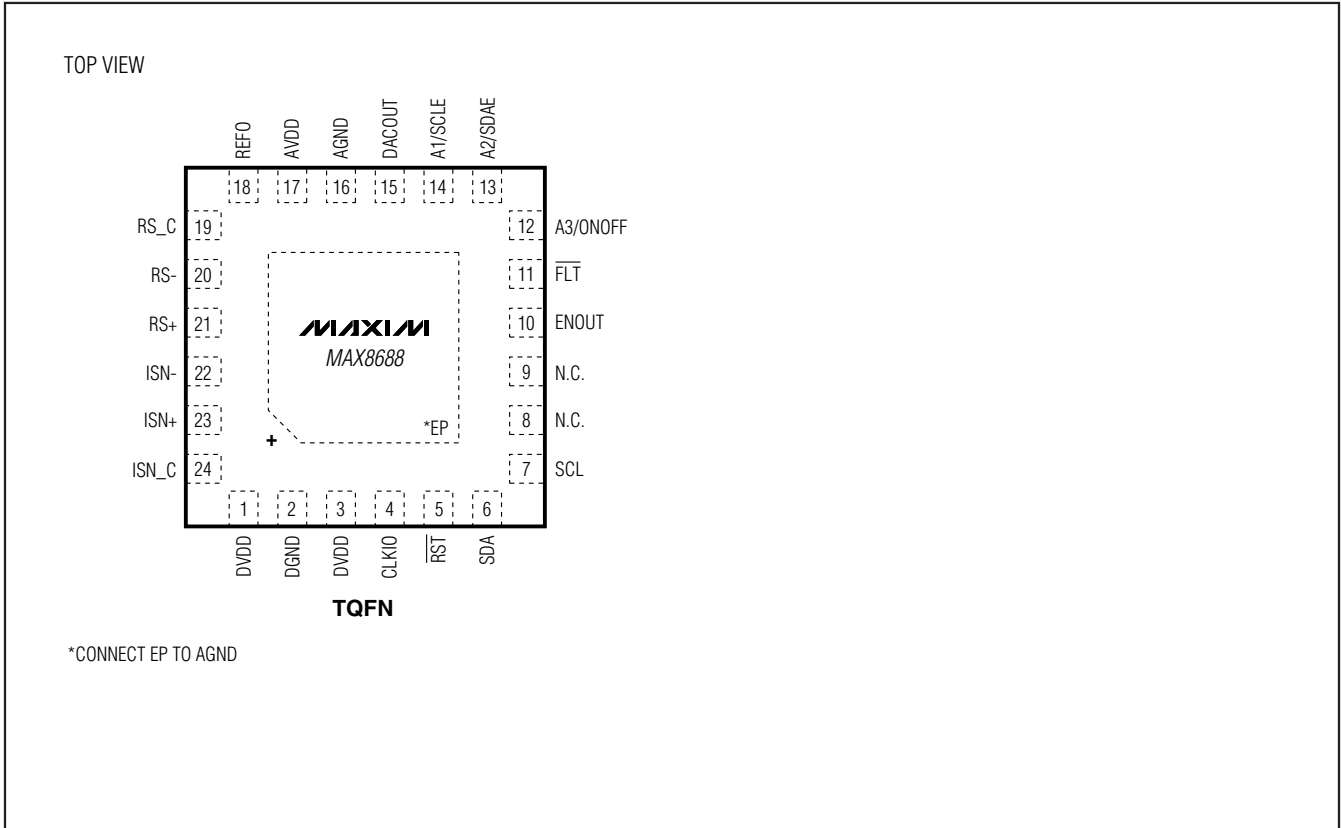 TOP VIEW
REFO AVDD AGND DACOUT A1/SCLE A2/SDAE
18 17 16 15 14 13
RS_C 19 12 A3/ONOFF
RS- 20 11 F̅L̅T̅
RS+ 21 10 ENOUT
MAXIM
MAX8688
ISN- 22 9 N.C.
ISN+ 23 8 N.C.
*EP
+
ISN_C 24 7 SCL
1 2 3 4 5 6
DVDD DGND DVDD CLKIO R̅S̅T̅ SDA
TQFN
*CONNECT EP TO AGND